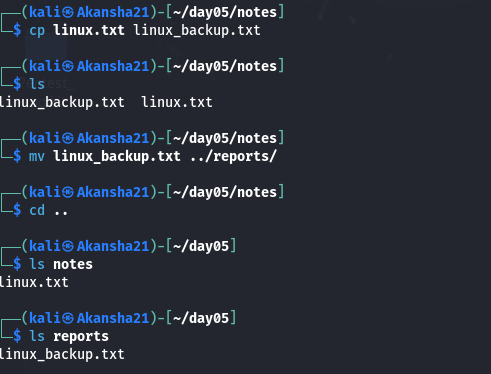 ┌──(kali㉿Akansha21)-[~/day05/notes]
└─$ cp linux.txt linux_backup.txt
┌──(kali㉿Akansha21)-[~/day05/notes]
└─$ ls
linux_backup.txt  linux.txt
┌──(kali㉿Akansha21)-[~/day05/notes]
└─$ mv linux_backup.txt ../reports/
┌──(kali㉿Akansha21)-[~/day05/notes]
└─$ cd ..
┌──(kali㉿Akansha21)-[~/day05]
└─$ ls notes
linux.txt
┌──(kali㉿Akansha21)-[~/day05]
└─$ ls reports
linux_backup.txt